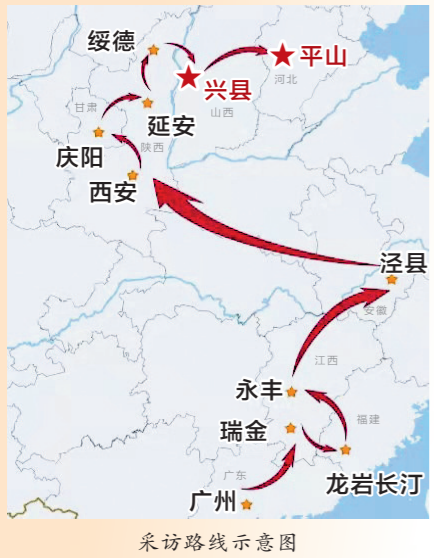 绥德
平山
兴县
河北
甘肃
延安
山西
庆阳
陕西
西安
泾县
安徽
江西
永丰
福建
瑞金
龙岩长汀
广东
广州
采访路线示意图